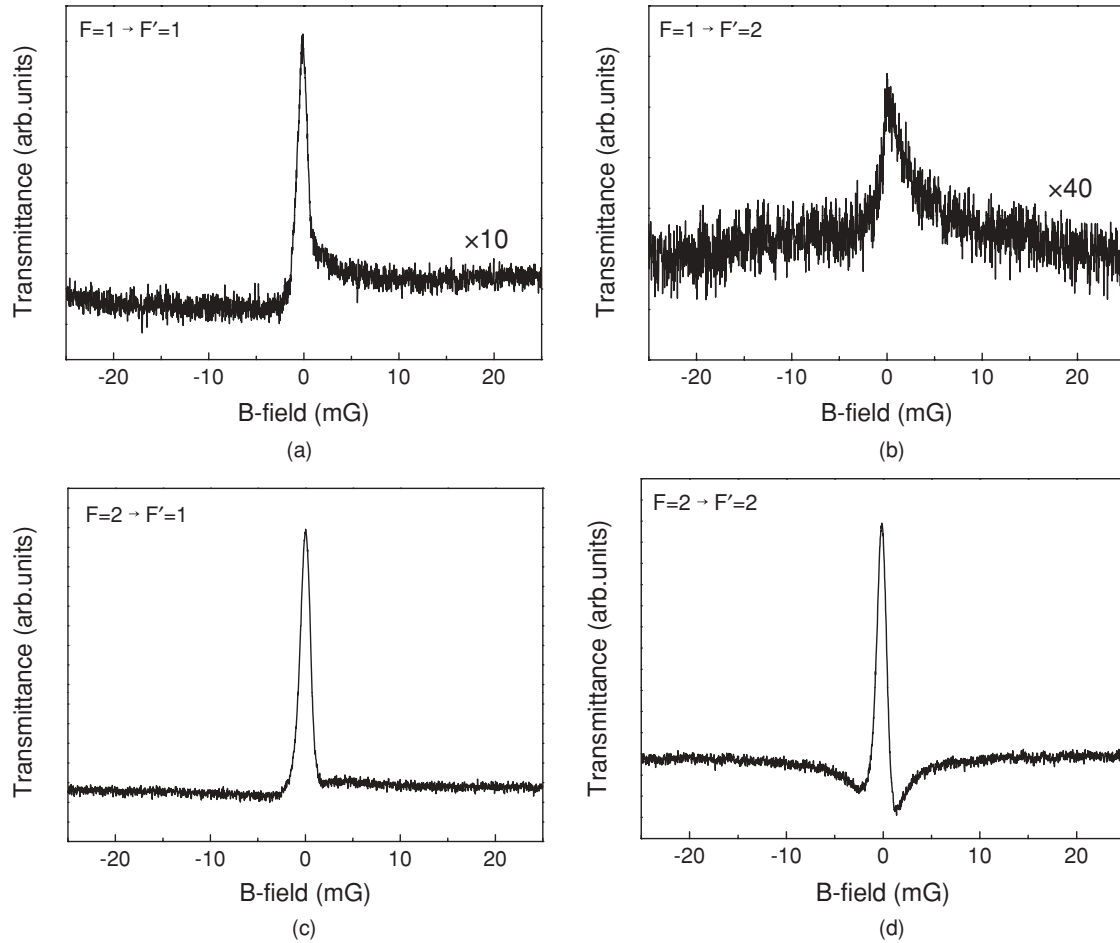 F=1 → F′=1
×10
Transmittance (arb.units)
-20 -10 0 10 20
B-field (mG)
(a)
F=1 → F′=2
×40
Transmittance (arb.units)
-20 -10 0 10 20
B-field (mG)
(b)
F=2 → F′=1
Transmittance (arb.units)
-20 -10 0 10 20
B-field (mG)
(c)
F=2 → F′=2
Transmittance (arb.units)
-20 -10 0 10 20
B-field (mG)
(d)